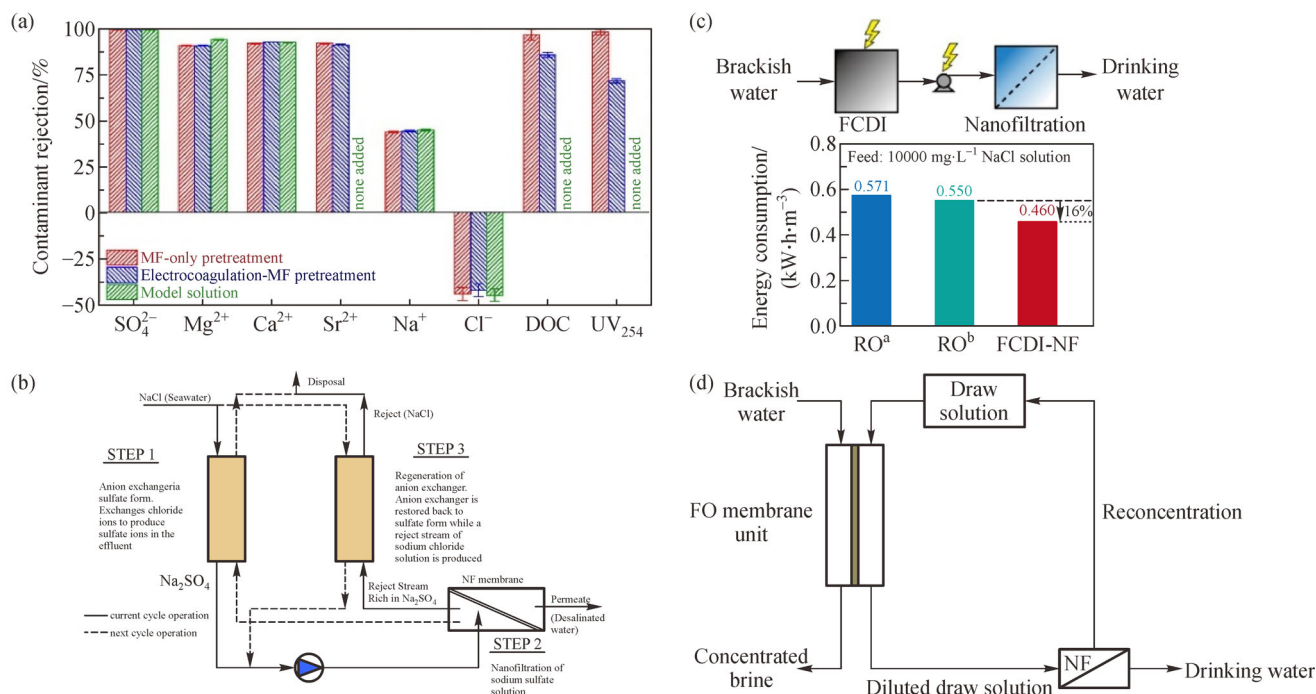 (a)
100
75
50
25
0
−25
−50
Contaminant rejection/%
none added
none added
none added
MF-only pretreatment
Electrocoagulation-MF pretreatment
Model solution
SO₄²⁻ Mg²⁺ Ca²⁺ Sr²⁺ Na⁺ Cl⁻ DOC UV₂₅₄
(b)
NaCl (Seawater)
Disposal
Reject (NaCl)
STEP 1
Anion exchangeria
sulfate form.
Exchanges chloride
ions to produce
sulfate ions in the
effluent
STEP 3
Regeneration of
anion exchanger.
Anion exchanger is
restored back to
sulfate form while a
reject stream of
sodium chloride
solution is produced
Na₂SO₄
Reject Stream
Rich in Na₂SO₄
NF membrane
Permeate
(Desalinated
water)
current cycle operation
next cycle operation
STEP 2
Nanofiltration of
sodium sulfate
solution
(c)
Brackish
water
FCDI
Nanofiltration
Drinking
water
Energy consumption/
(kW·h·m⁻³)
0.8
0.6
0.4
0.2
0.0
Feed: 10000 mg·L⁻¹ NaCl solution
0.571
0.550
0.460
16%
ROᵃ ROᵇ FCDI-NF
(d)
Brackish
water
Draw
solution
FO membrane
unit
Reconcentration
Concentrated
brine
Diluted draw solution
NF
Drinking water